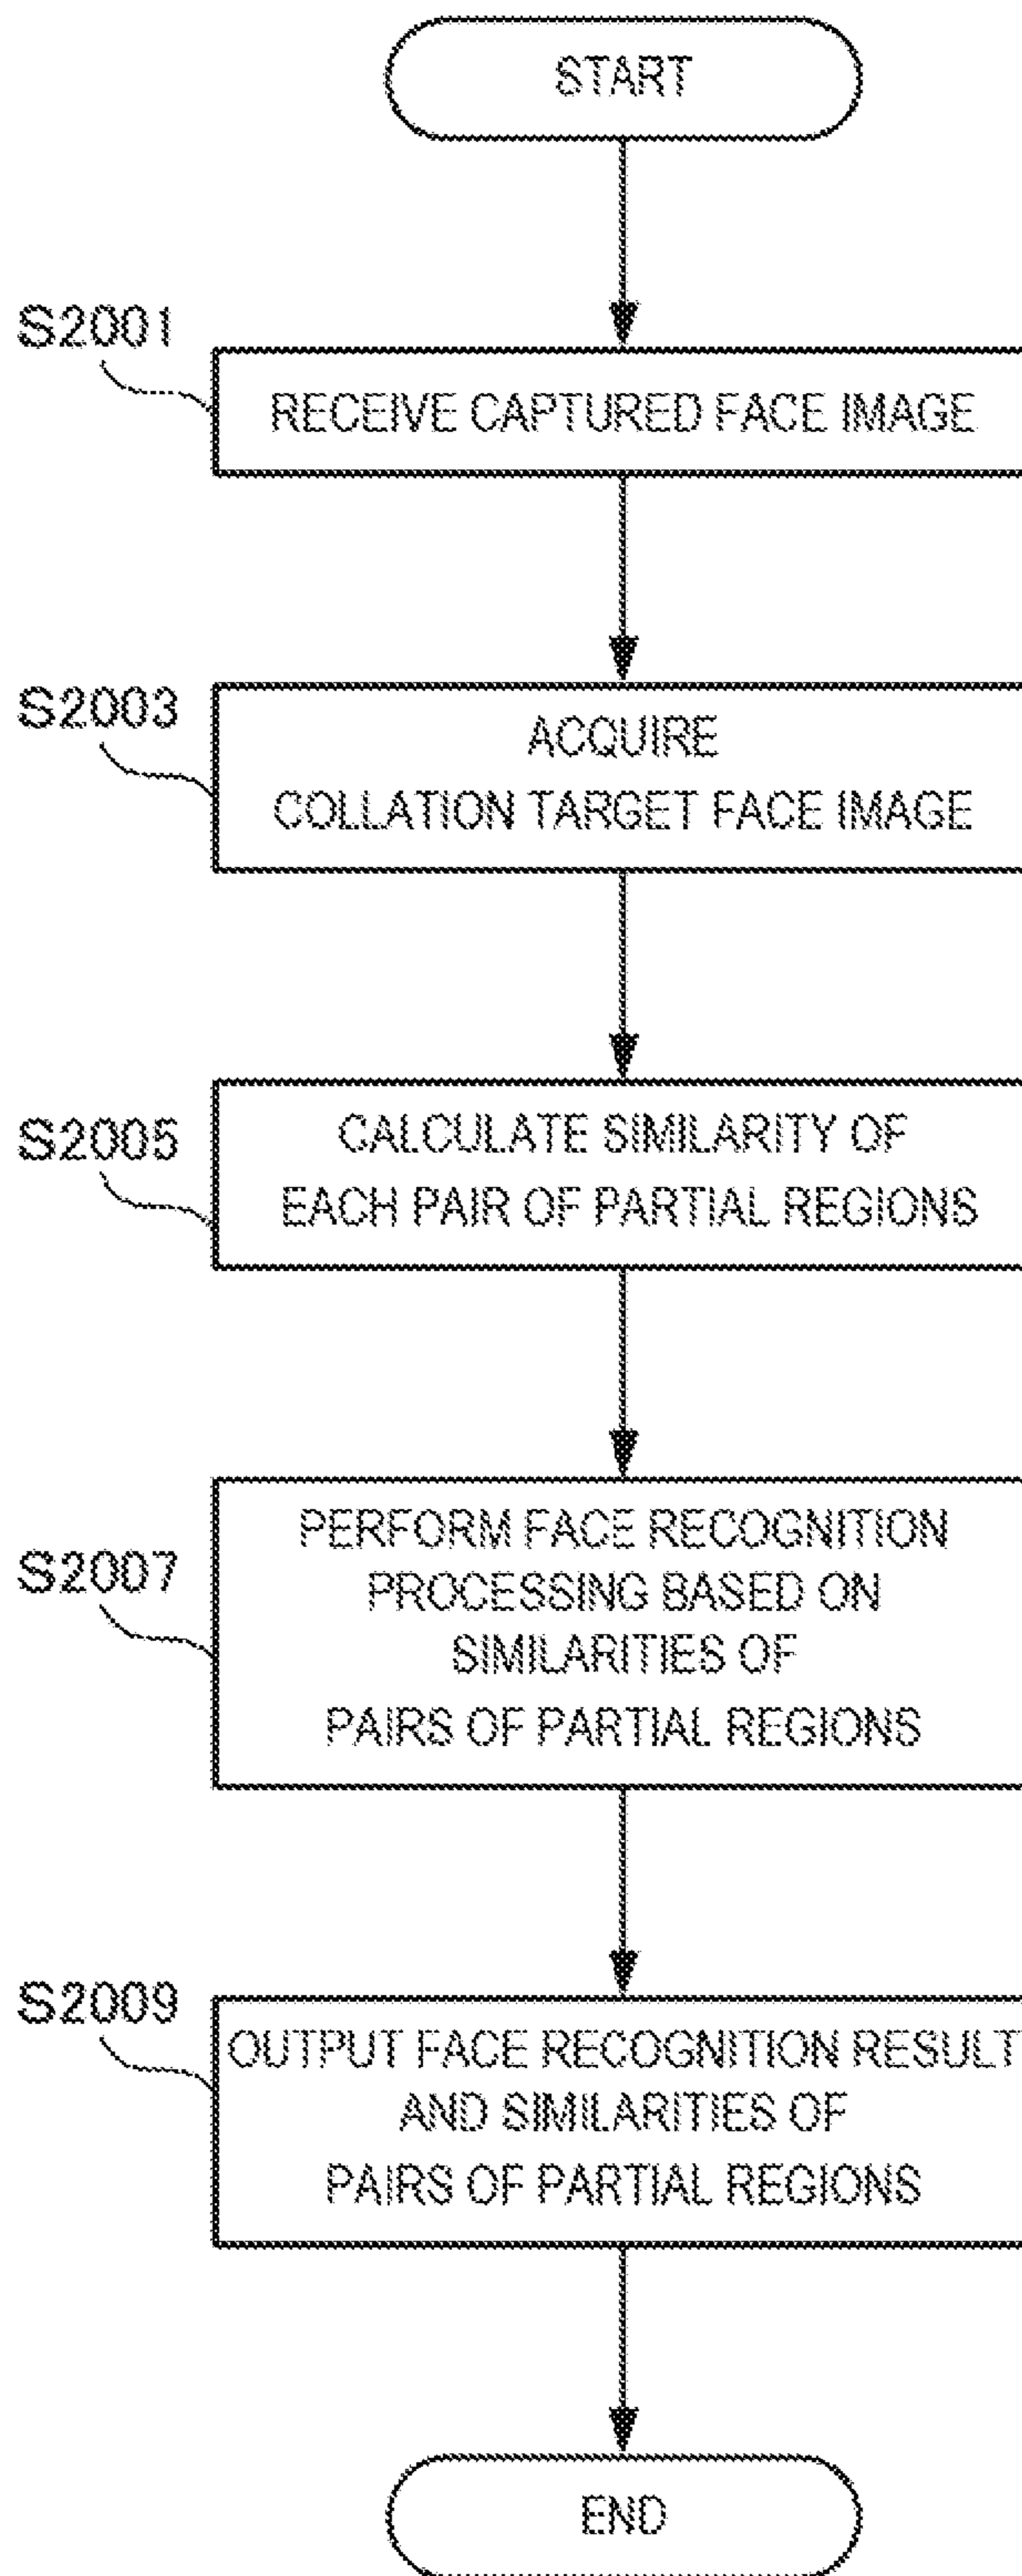 START
S2001
RECEIVE CAPTURED FACE IMAGE
S2003
ACQUIRE
COLLATION TARGET FACE IMAGE
S2005
CALCULATE SIMILARITY OF
EACH PAIR OF PARTIAL REGIONS
S2007
PERFORM FACE RECOGNITION
PROCESSING BASED ON
SIMILARITIES OF
PAIRS OF PARTIAL REGIONS
S2009
OUTPUT FACE RECOGNITION RESULT
AND SIMILARITIES OF
PAIRS OF PARTIAL REGIONS
END